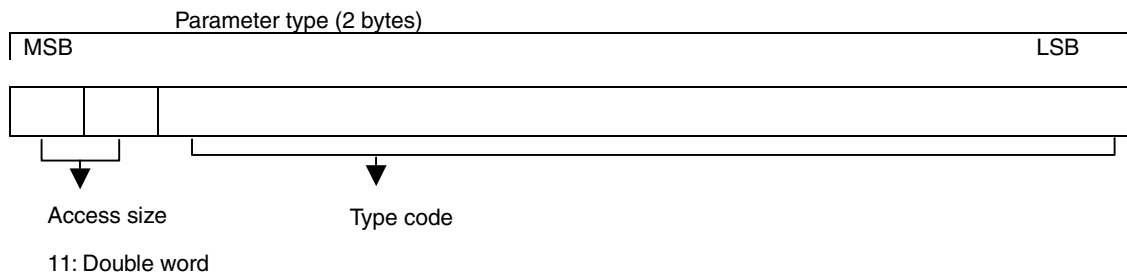 Parameter type (2 bytes)
MSB LSB
Access size Type code
11: Double word